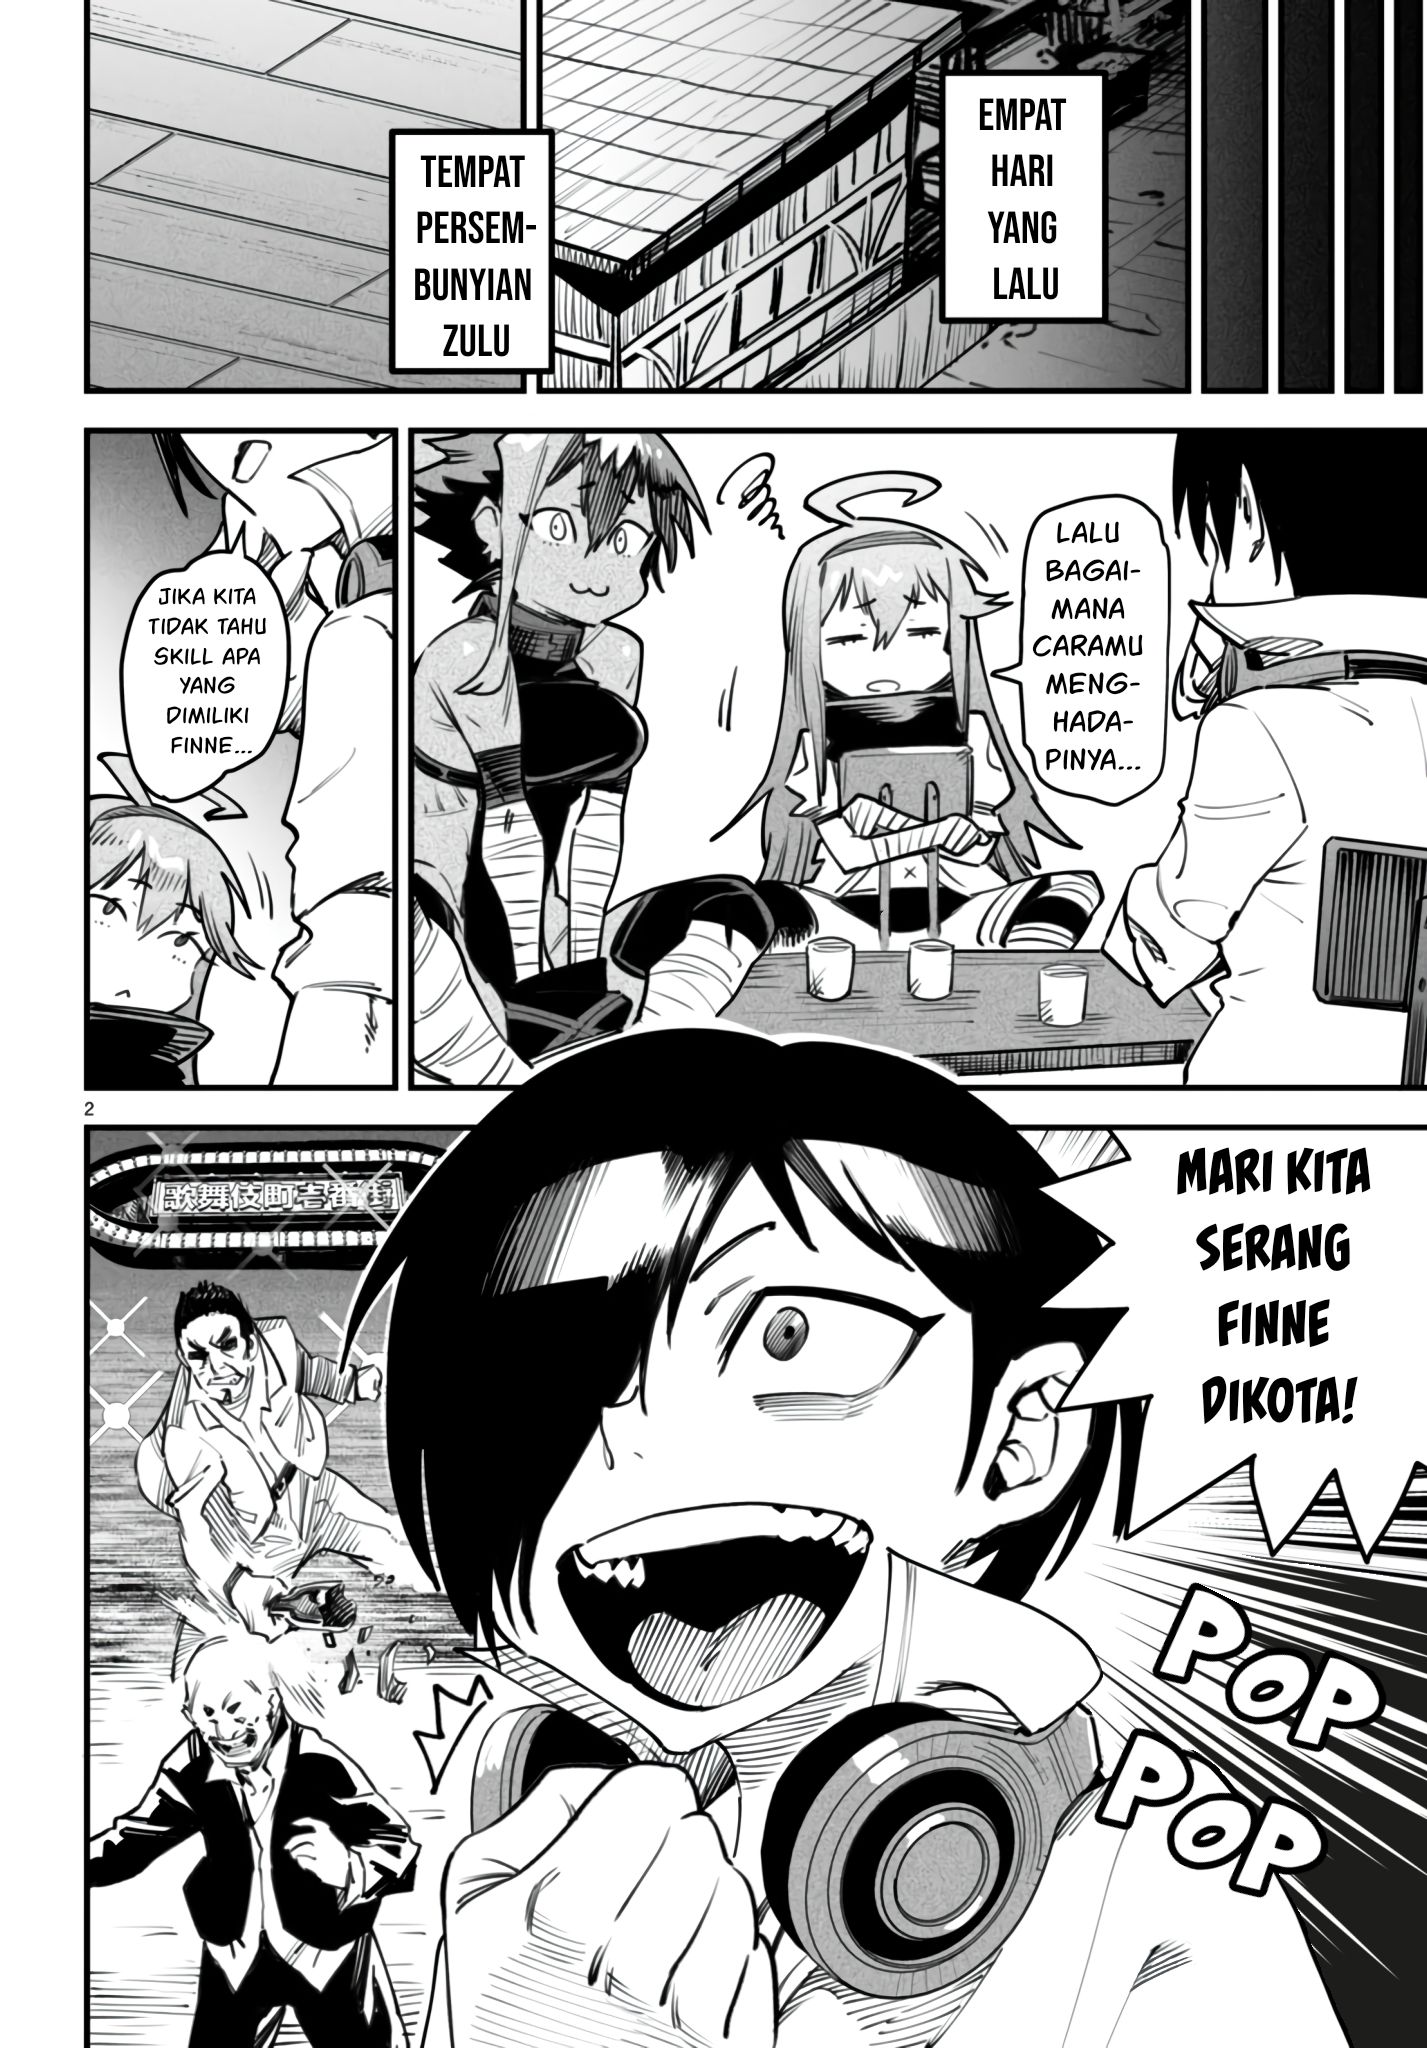 EMPAT
HARI
YANG
LALU
TEMPAT
PERSEM-
BUNYIAN
ZULU
LALU
BAGAI-
MANA
CARAMU
MENG-
HADA-
PINYA...
JIKA KITA
TIDAK TAHU
SKILL APA
YANG
DIMILIKI
FINNE...
2
MARI KITA
SERANG
FINNE
DIKOTA!
歌舞伎町壱番街
POP
POP